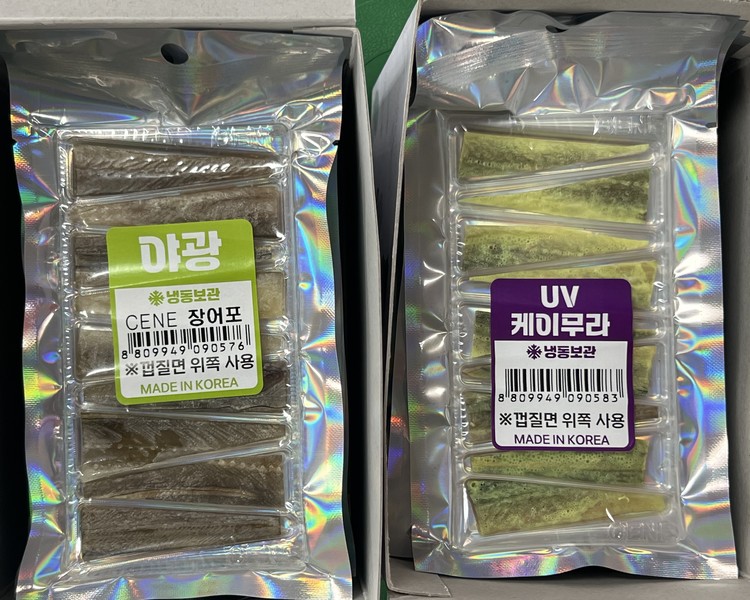 야광
냉동보관
CENE 장어포
8 809949 090576
※껍질면 위쪽 사용
MADE IN KOREA
UV
케이무라
냉동보관
8 809949 090583
※껍질면 위쪽 사용
MADE IN KOREA